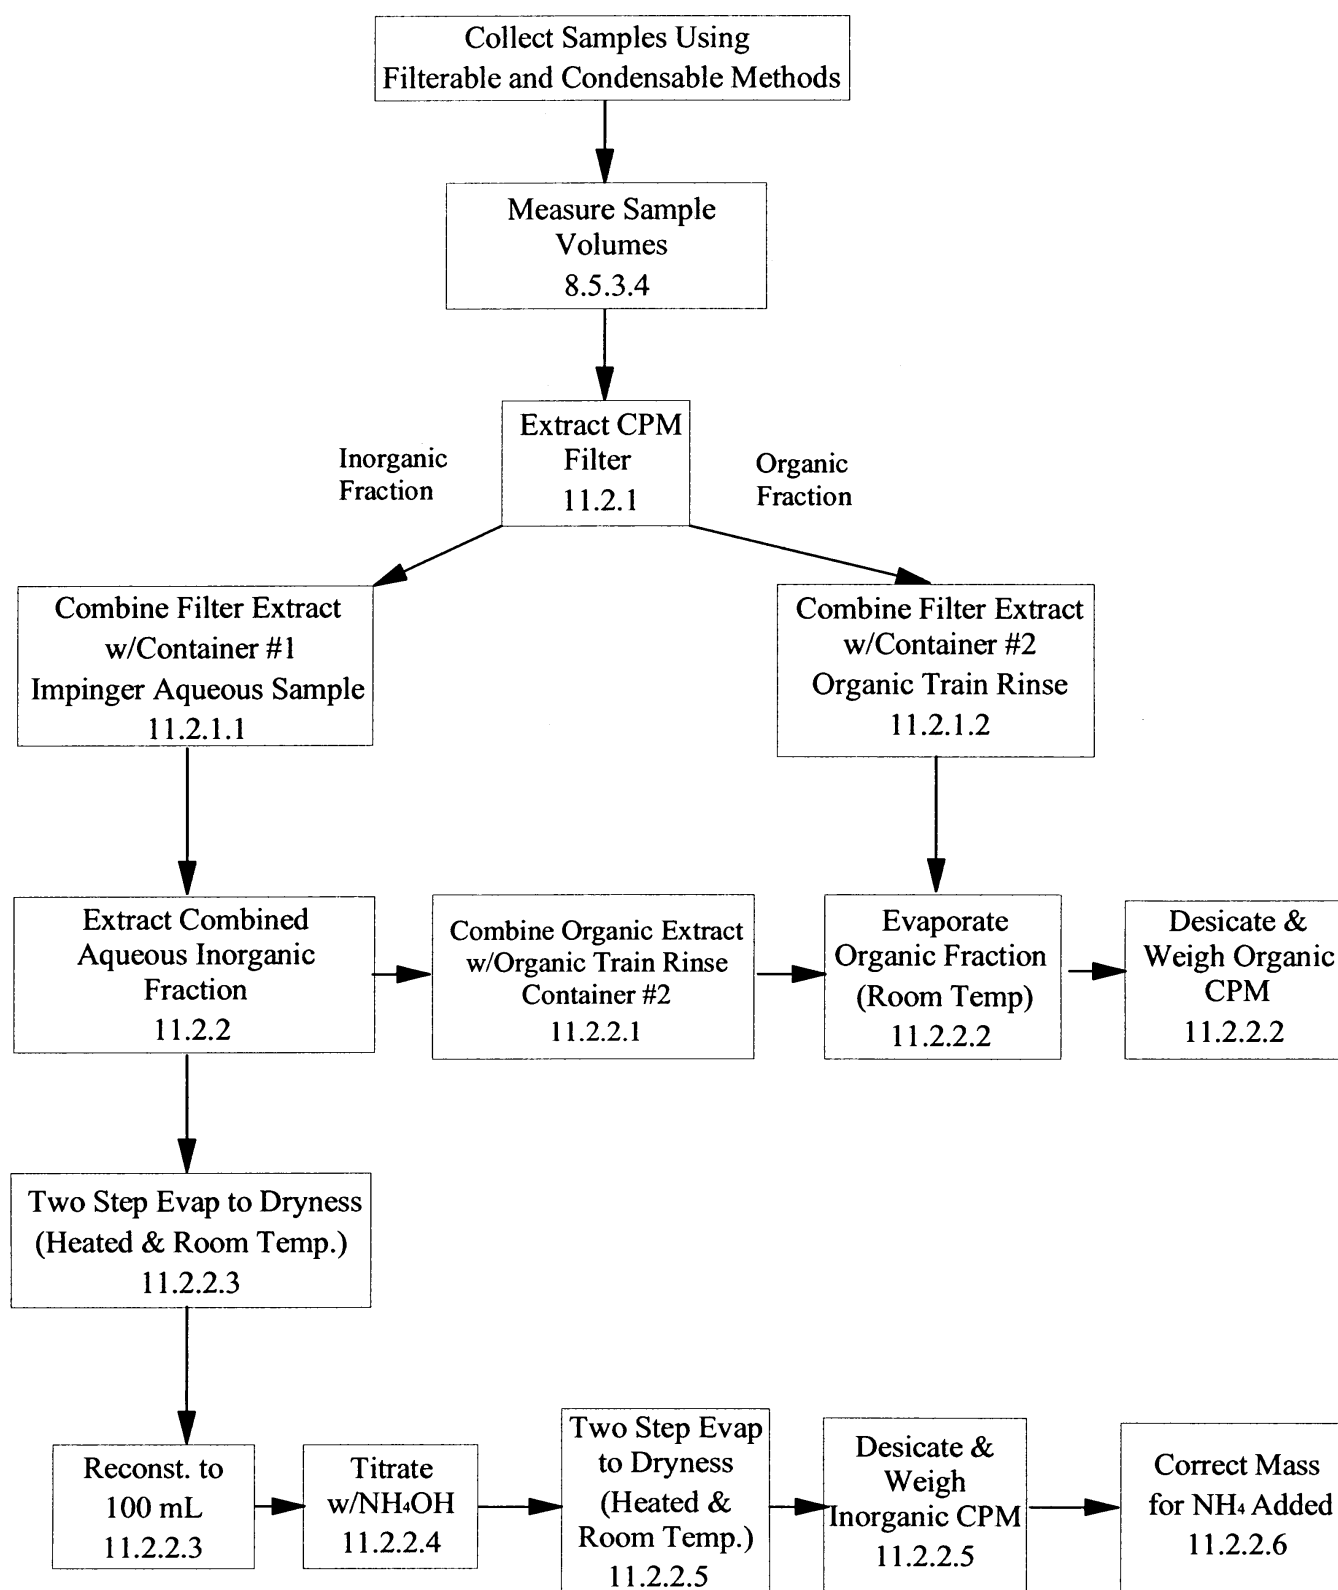 Collect Samples Using
Filterable and Condensable Methods
Measure Sample
Volumes
8.5.3.4
Extract CPM
Filter
11.2.1
Inorganic
Fraction
Organic
Fraction
Combine Filter Extract
w/Container #1
Impinger Aqueous Sample
11.2.1.1
Combine Filter Extract
w/Container #2
Organic Train Rinse
11.2.1.2
Extract Combined
Aqueous Inorganic
Fraction
11.2.2
Combine Organic Extract
w/Organic Train Rinse
Container #2
11.2.2.1
Evaporate
Organic Fraction
(Room Temp)
11.2.2.2
Desicate &
Weigh Organic
CPM
11.2.2.2
Two Step Evap to Dryness
(Heated & Room Temp.)
11.2.2.3
Reconst. to
100 mL
11.2.2.3
Titrate
w/NH₄OH
11.2.2.4
Two Step Evap
to Dryness
(Heated &
Room Temp.)
11.2.2.5
Desicate &
Weigh
Inorganic CPM
11.2.2.5
Correct Mass
for NH₄ Added
11.2.2.6